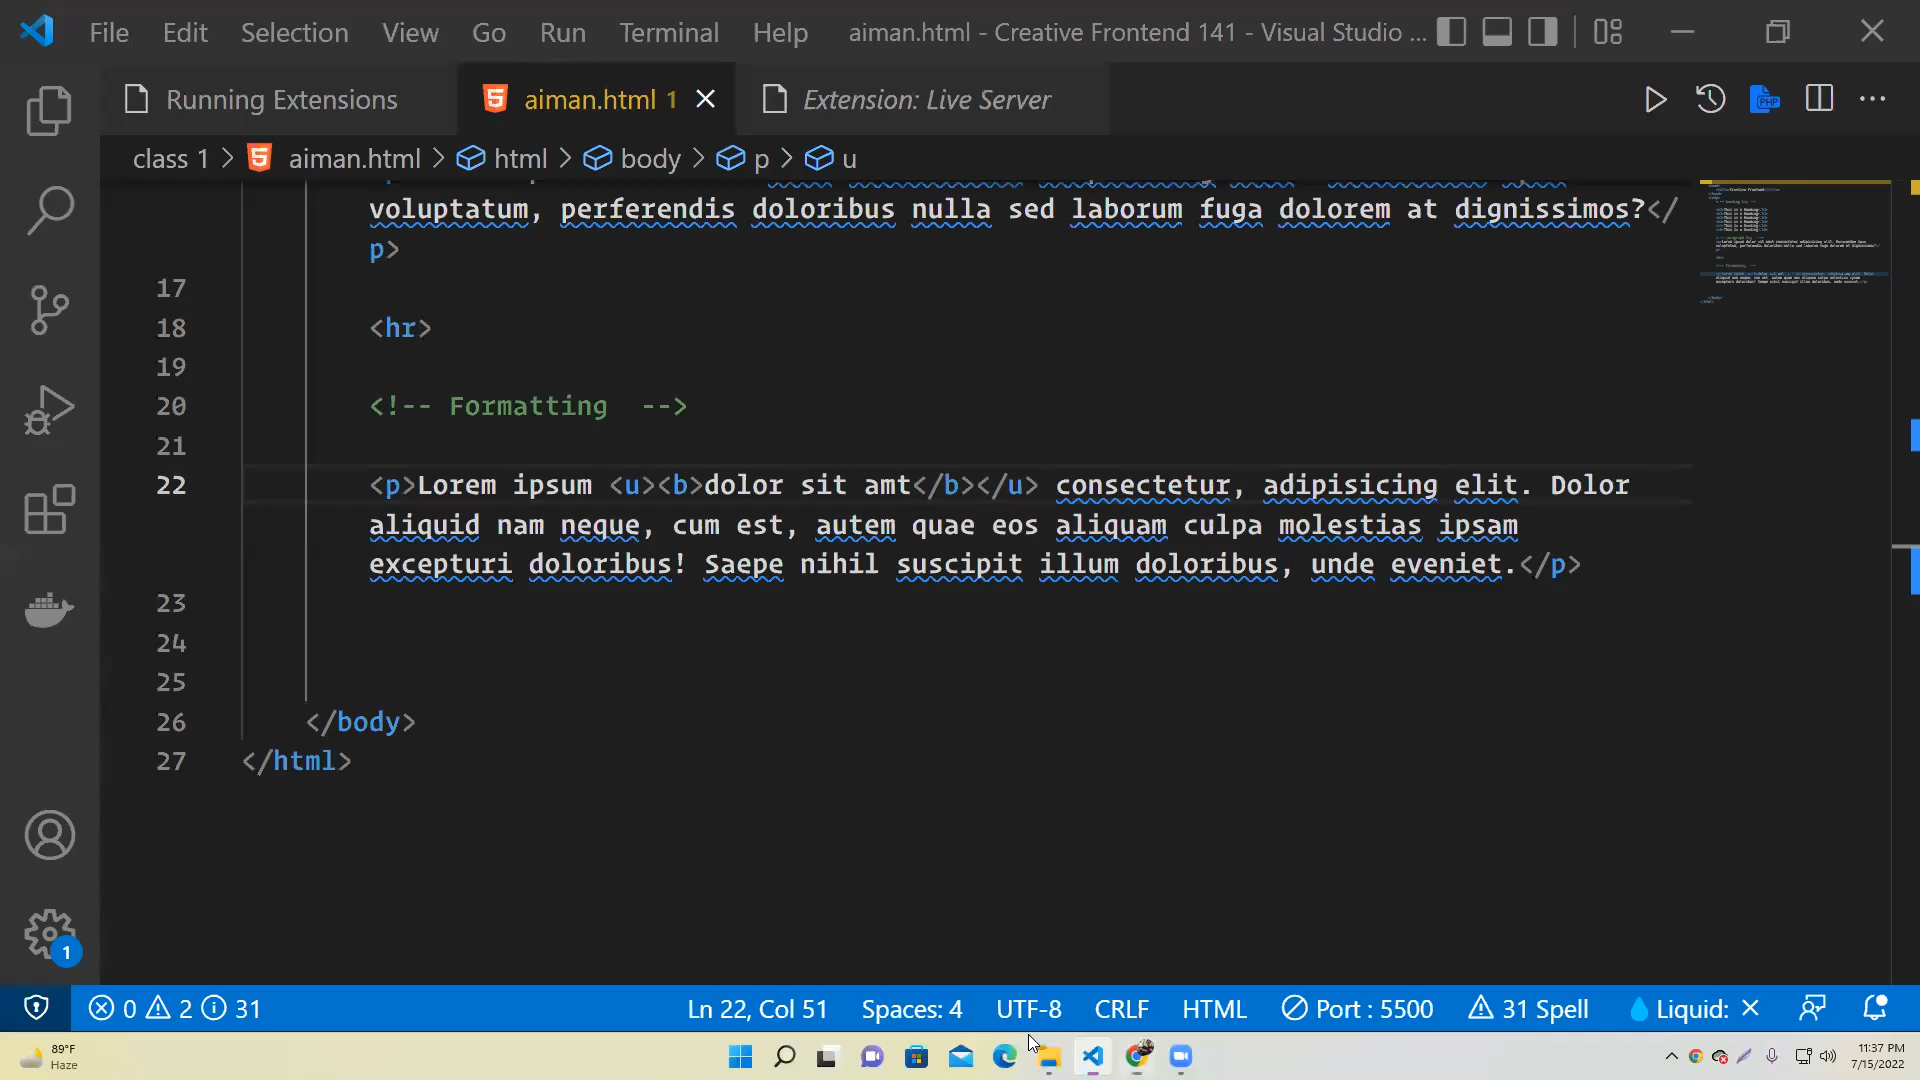 File Edit Selection View Go Run Terminal Help aiman.html - Creative Frontend 141 - Visual Studio ...
Running Extensions aiman.html 1 Extension: Live Server
class 1 > aiman.html > html > body > p > u
voluptatum, perferendis doloribus nulla sed laborum fuga dolorem at dignissimos?</
p>
17
18 <hr>
19
20 <!-- Formatting -->
21
22 <p>Lorem ipsum <u><b>dolor sit amt</b></u> consectetur, adipisicing elit. Dolor
aliquid nam neque, cum est, autem quae eos aliquam culpa molestias ipsam
excepturi doloribus! Saepe nihil suscipit illum doloribus, unde eveniet.</p>
23
24
25
26 </body>
27 </html>
1
0 2 31 Ln 22, Col 51 Spaces: 4 UTF-8 CRLF HTML Port : 5500 31 Spell Liquid:
89°F
Haze
11:37 PM
7/15/2022